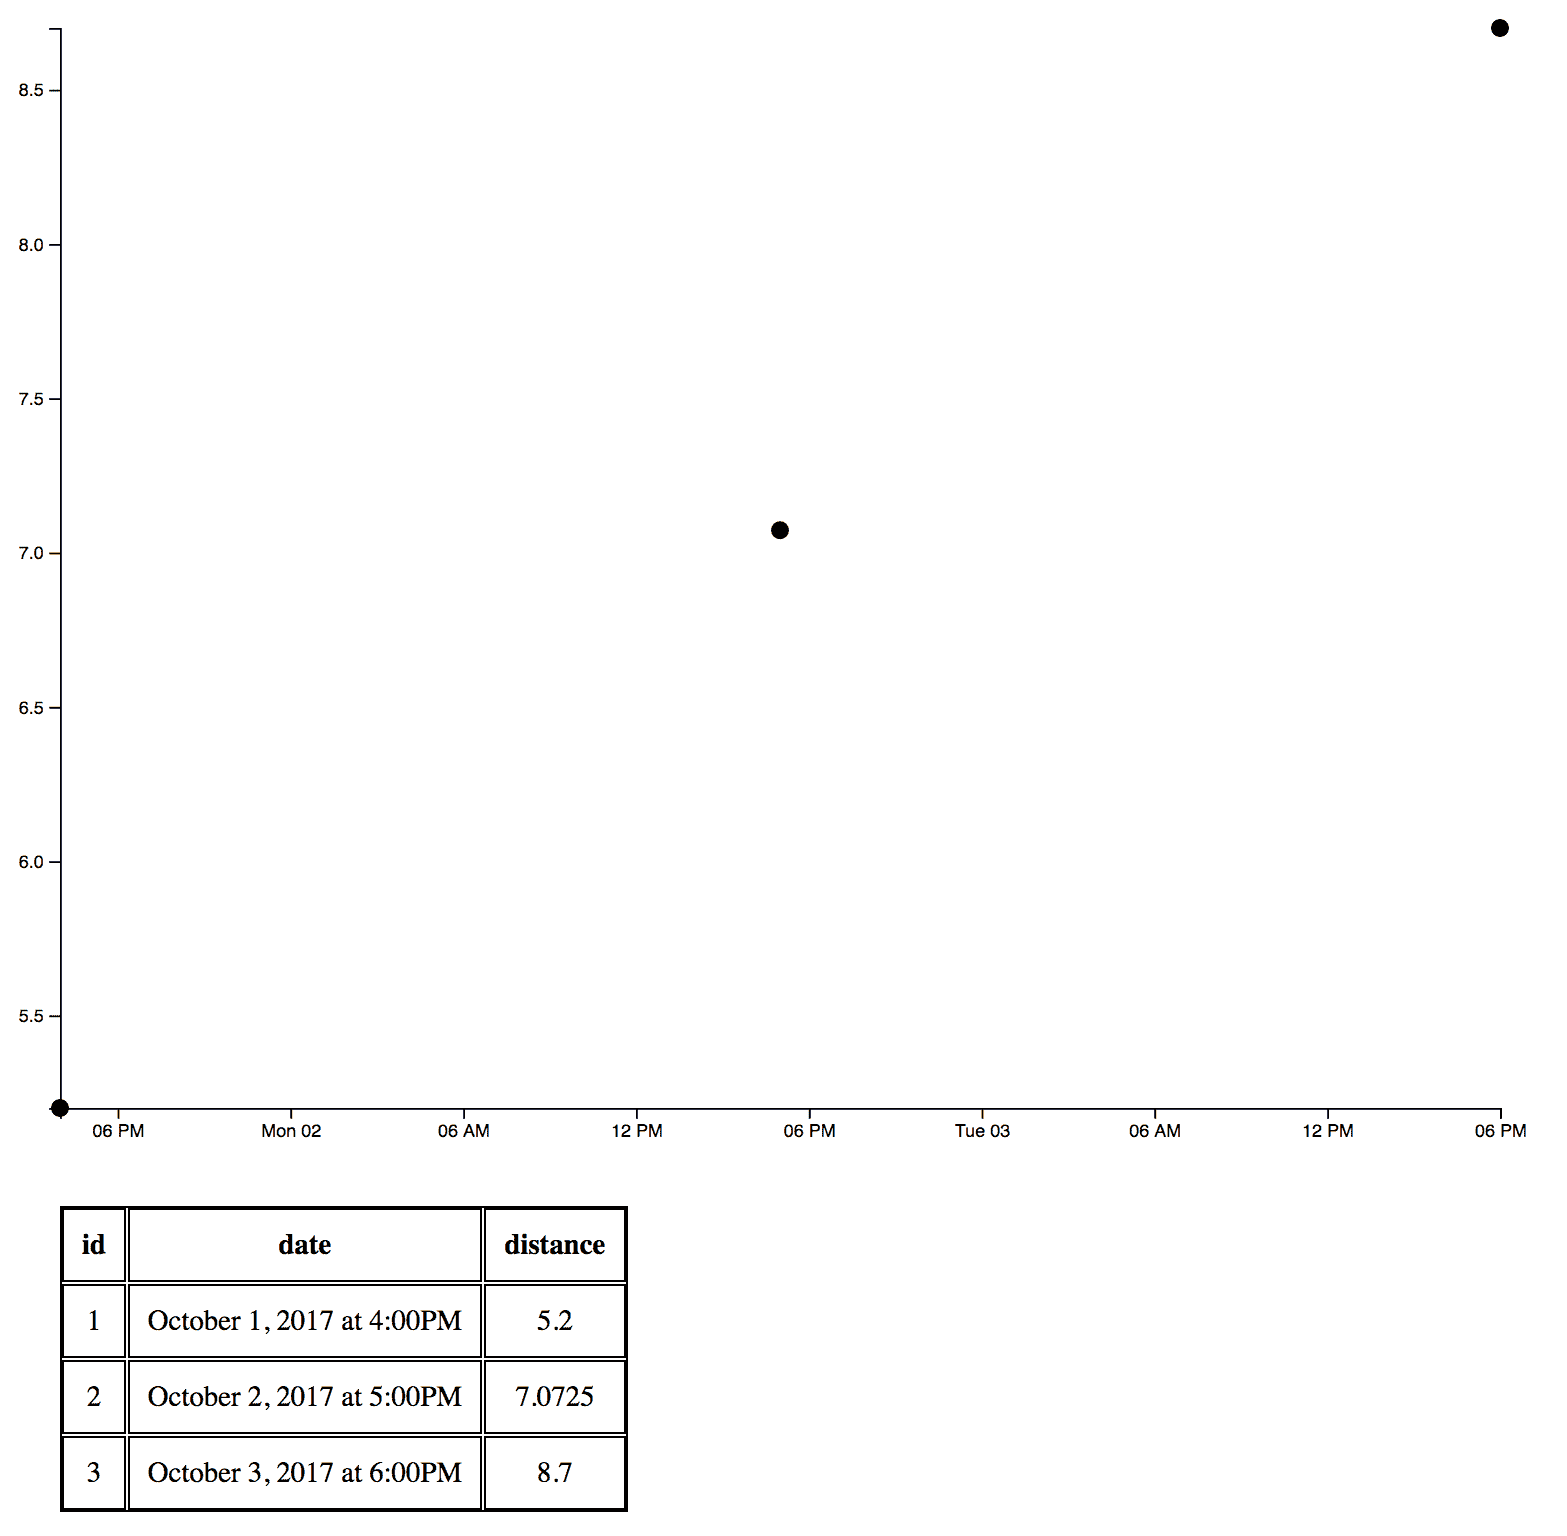 8.5
8.0
7.5
7.0
6.5
6.0
5.5
06 PM Mon 02 06 AM 12 PM 06 PM Tue 03 06 AM 12 PM 06 PM
id date distance
1 October 1, 2017 at 4:00PM 5.2
2 October 2, 2017 at 5:00PM 7.0725
3 October 3, 2017 at 6:00PM 8.7